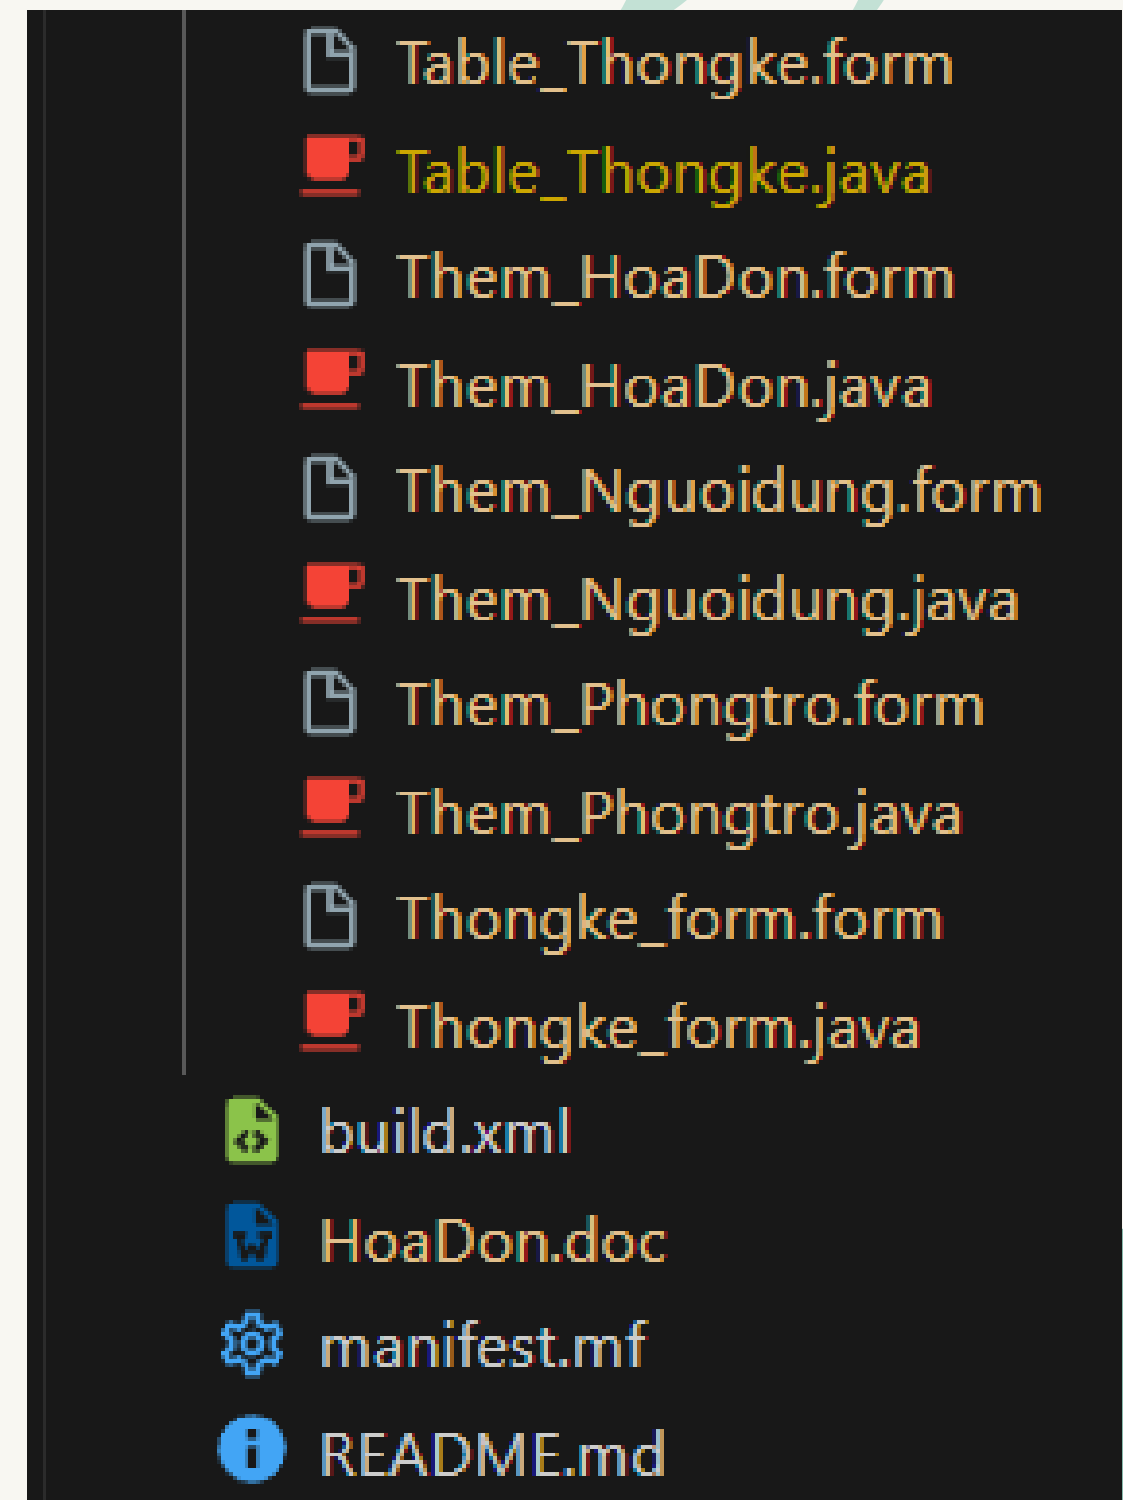 Table_Thongke.form
Table_Thongke.java
Them_HoaDon.form
Them_HoaDon.java
Them_Nguoidung.form
Them_Nguoidung.java
Them_Phongtro.form
Them_Phongtro.java
Thongke_form.form
Thongke_form.java
build.xml
HoaDon.doc
manifest.mf
README.md